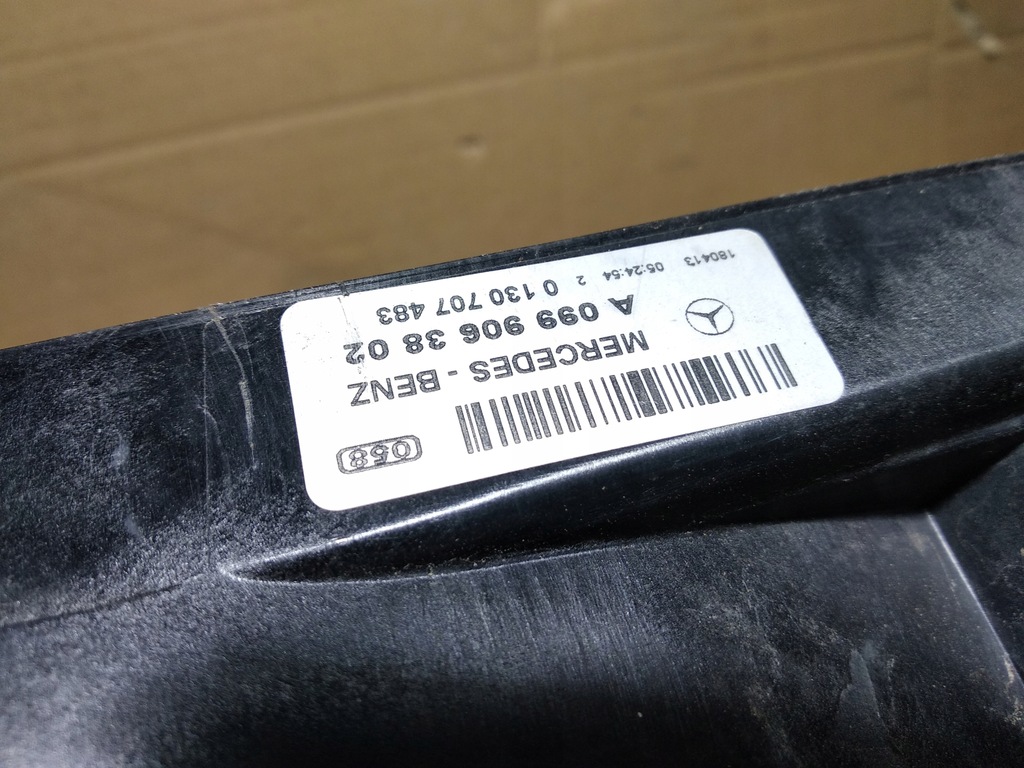 058
MERCEDES - BENZ
A 099 906 38 02
2 0 130 707 483
180413 05:24:54